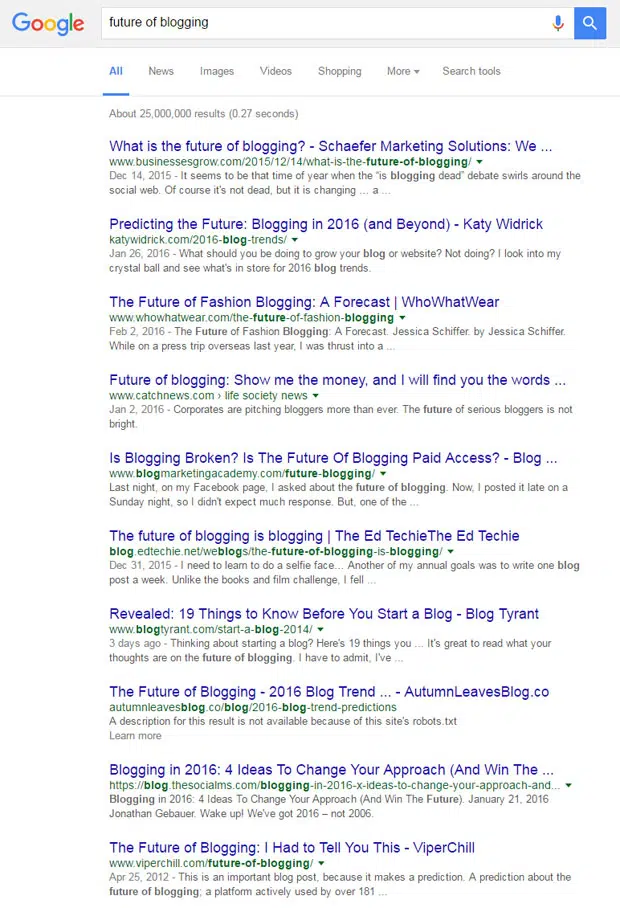 Google
future of blogging
All News Images Videos Shopping More Search tools
About 25,000,000 results (0.27 seconds)
What is the future of blogging? - Schaefer Marketing Solutions: We ...
www.businessesgrow.com/2015/12/14/what-is-the-future-of-blogging/
Dec 14, 2015 - It seems to be that time of year when the “is blogging dead” debate swirls around the
social web. Of course it's not dead, but it is changing ... a ...
Predicting the Future: Blogging in 2016 (and Beyond) - Katy Widrick
katywidrick.com/2016-blog-trends/
Jan 26, 2016 - What should you be doing to grow your blog or website? Not doing? I look into my
crystal ball and see what's in store for 2016 blog trends.
The Future of Fashion Blogging: A Forecast | WhoWhatWear
www.whowhatwear.com/the-future-of-fashion-blogging
Feb 2, 2016 - The Future of Fashion Blogging: A Forecast. Jessica Schiffer. by Jessica Schiffer.
While on a press trip overseas last year, I was thrust into a ...
Future of blogging: Show me the money, and I will find you the words ...
www.catchnews.com › life society news
Jan 2, 2016 - Corporates are pitching bloggers more than ever. The future of serious bloggers is not
bright.
Is Blogging Broken? Is The Future Of Blogging Paid Access? - Blog ...
www.blogmarketingacademy.com/future-blogging/
Last night, on my Facebook page, I asked about the future of blogging. Now, I posted it late on a
Sunday night, so I didn't expect much response. But, one of the ...
The future of blogging is blogging | The Ed TechieThe Ed Techie
blog.edtechie.net/weblogs/the-future-of-blogging-is-blogging/
Dec 31, 2015 - I need to learn to do a selfie face... Another of my annual goals was to write one blog
post a week. Unlike the books and film challenge, I fell ...
Revealed: 19 Things to Know Before You Start a Blog - Blog Tyrant
www.blogtyrant.com/start-a-blog-2014/
3 days ago - Thinking about starting a blog? Here's 19 things you ... It's great to read what your
thoughts are on the future of blogging. I have to admit, I've ...
The Future of Blogging - 2016 Blog Trend ... - AutumnLeavesBlog.co
autumnleavesblog.co/blog/2016-blog-trend-predictions
A description for this result is not available because of this site's robots.txt
Learn more
Blogging in 2016: 4 Ideas To Change Your Approach (And Win The ...
https://blog.thesocialms.com/blogging-in-2016-x-ideas-to-change-your-approach-and...
Blogging in 2016: 4 Ideas To Change Your Approach (And Win The Future). January 21, 2016
Jonathan Gebauer. Wake up! We've got 2016 – not 2006.
The Future of Blogging: I Had to Tell You This - ViperChill
www.viperchill.com/future-of-blogging/
Apr 25, 2012 - This is an important blog post, because it makes a prediction. A prediction about the
future of blogging; a platform actively used by over 181 ...